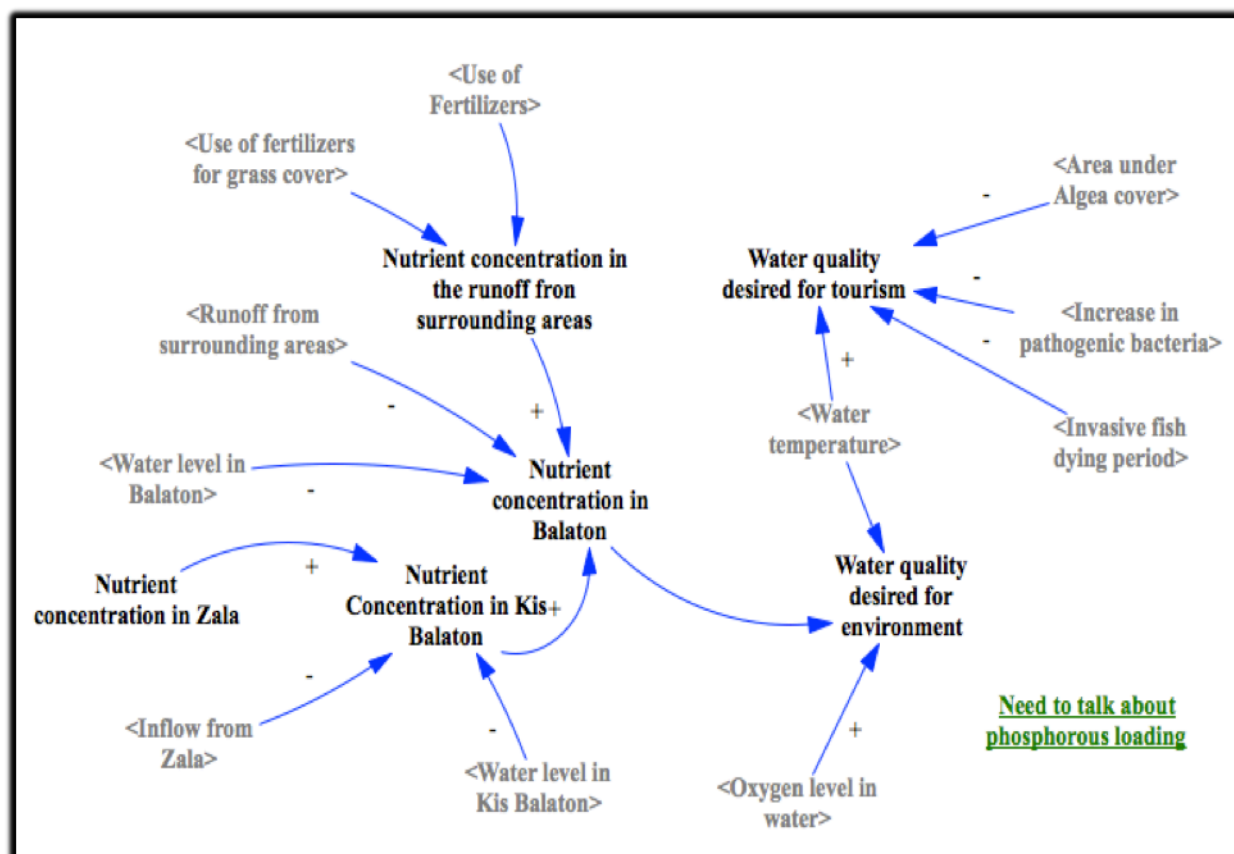 <Use of
Fertilizers>
<Use of fertilizers
for grass cover>
<Area under
Algea cover>
-
Nutrient concentration in
the runoff fron
surrounding areas
Water quality
desired for tourism
-
<Runoff from
surrounding areas>
<Increase in
pathogenic bacteria>
-
+
-
+
<Water
temperature>
<Invasive fish
dying period>
<Water level in
Balaton>
-
Nutrient
concentration in
Balaton
+
Nutrient
concentration in Zala
Nutrient
Concentration in Kis
Balaton
+
Water quality
desired for
environment
-
<Inflow from
Zala>
-
<Water level in
Kis Balaton>
+
<Oxygen level in
water>
Need to talk about
phosphorous loading